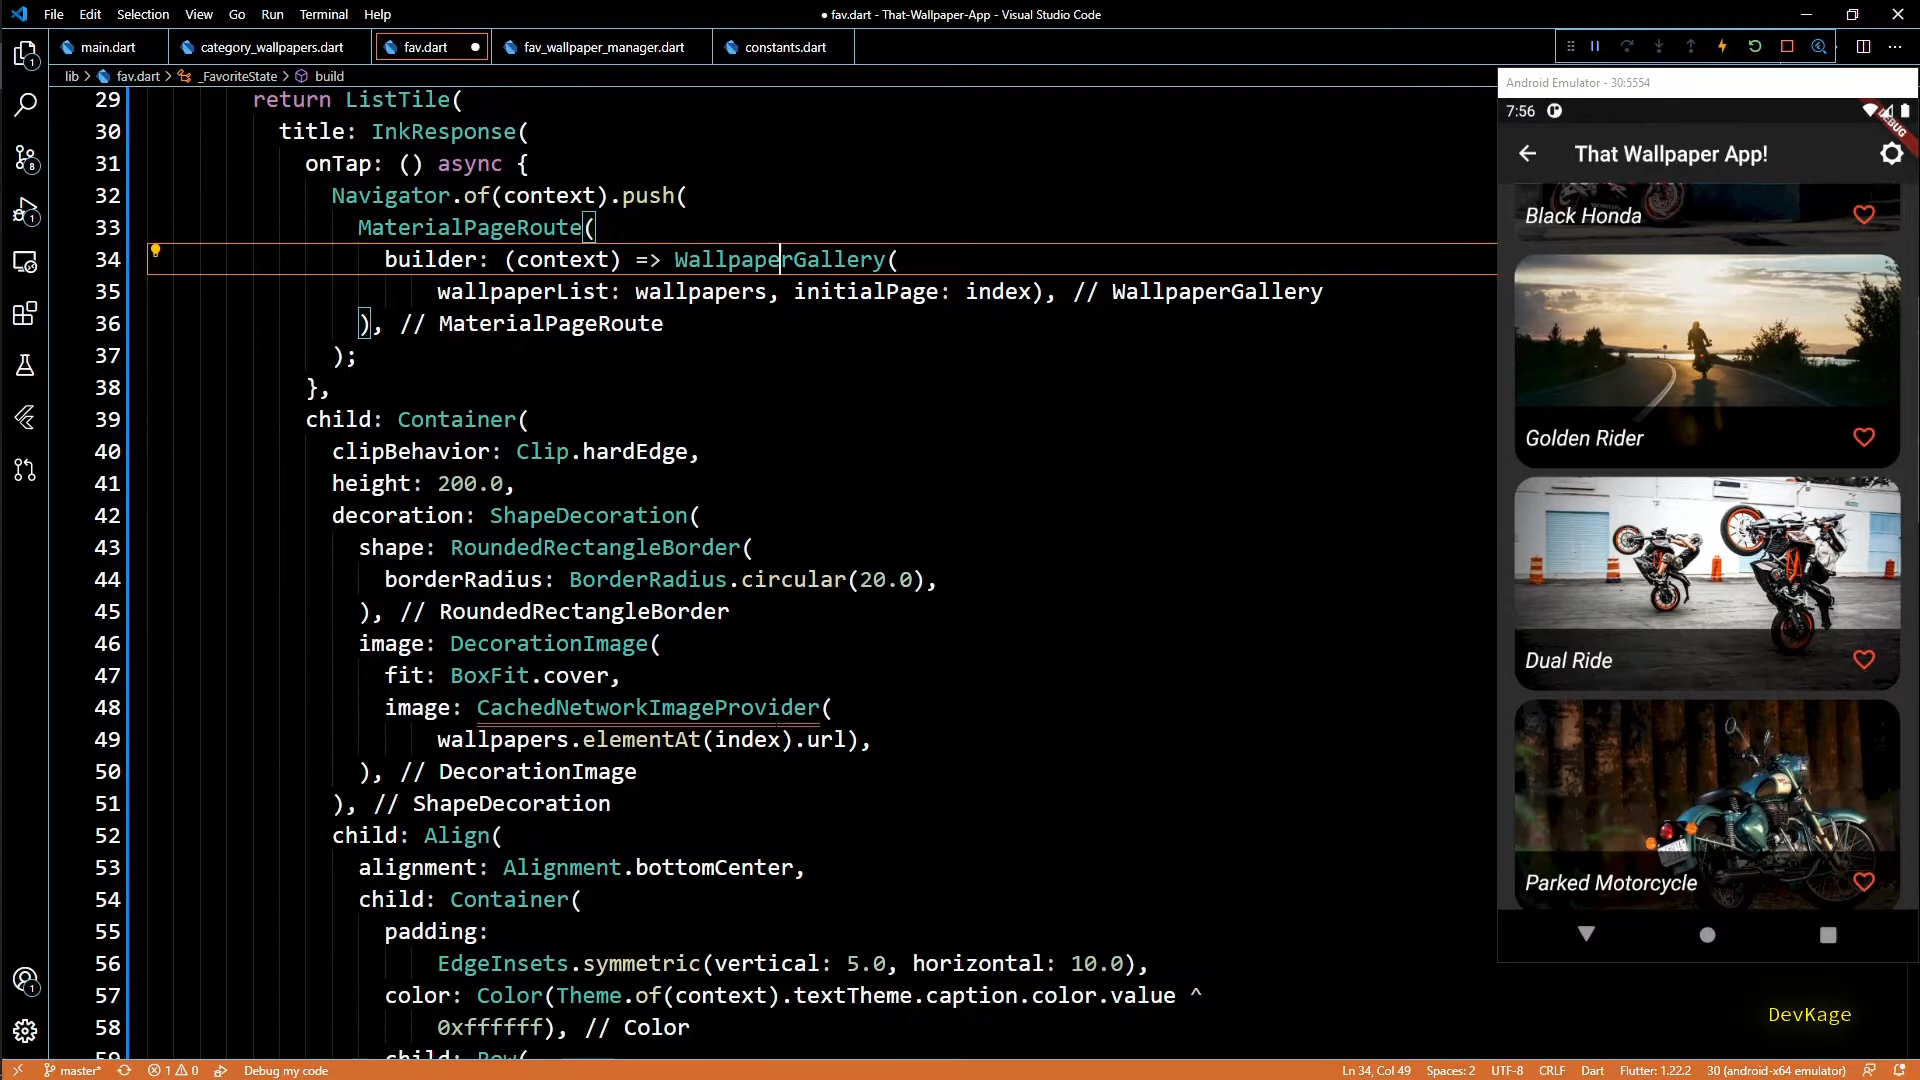 File Edit Selection View Go Run Terminal Help
● fav.dart - That-Wallpaper-App - Visual Studio Code
main.dart category_wallpapers.dart fav.dart fav_wallpaper_manager.dart constants.dart
lib > fav.dart > _FavoriteState > build
29 return ListTile(
30 title: InkResponse(
31 onTap: () async {
32 Navigator.of(context).push(
33 MaterialPageRoute(
34 builder: (context) => WallpaperGallery(
35 wallpaperList: wallpapers, initialPage: index), // WallpaperGallery
36 ), // MaterialPageRoute
37 );
38 },
39 child: Container(
40 clipBehavior: Clip.hardEdge,
41 height: 200.0,
42 decoration: ShapeDecoration(
43 shape: RoundedRectangleBorder(
44 borderRadius: BorderRadius.circular(20.0),
45 ), // RoundedRectangleBorder
46 image: DecorationImage(
47 fit: BoxFit.cover,
48 image: CachedNetworkImageProvider(
49 wallpapers.elementAt(index).url),
50 ), // DecorationImage
51 ), // ShapeDecoration
52 child: Align(
53 alignment: Alignment.bottomCenter,
54 child: Container(
55 padding:
56 EdgeInsets.symmetric(vertical: 5.0, horizontal: 10.0),
57 color: Color(Theme.of(context).textTheme.caption.color.value ^
58 0xffffff), // Color
59 child: Row(
1
8
1
1
Android Emulator - 30:5554
7:56
DEBUG
That Wallpaper App!
Black Honda
Golden Rider
Dual Ride
Parked Motorcycle
DevKage
master* 1 0 Debug my code
Ln 34, Col 49 Spaces: 2 UTF-8 CRLF Dart Flutter: 1.22.2 30 (android-x64 emulator)